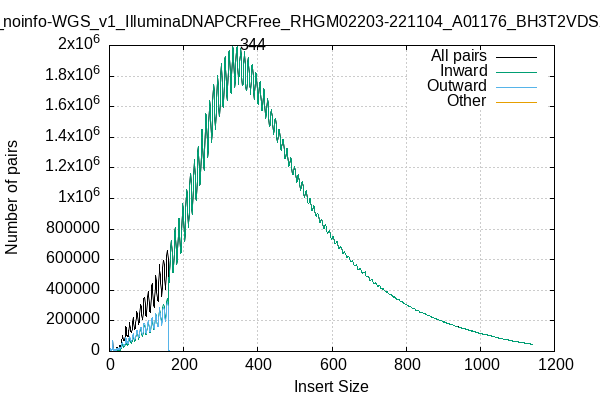 _noinfo-WGS_v1_IlluminaDNAPCRFree_RHGM02203-221104_A01176_BH3T2VDS
344
All pairs
Inward
Outward
Other
2x10^6
1.8x10^6
1.6x10^6
1.4x10^6
1.2x10^6
1x10^6
800000
600000
400000
200000
0
Number of pairs
0 200 400 600 800 1000 1200
Insert Size